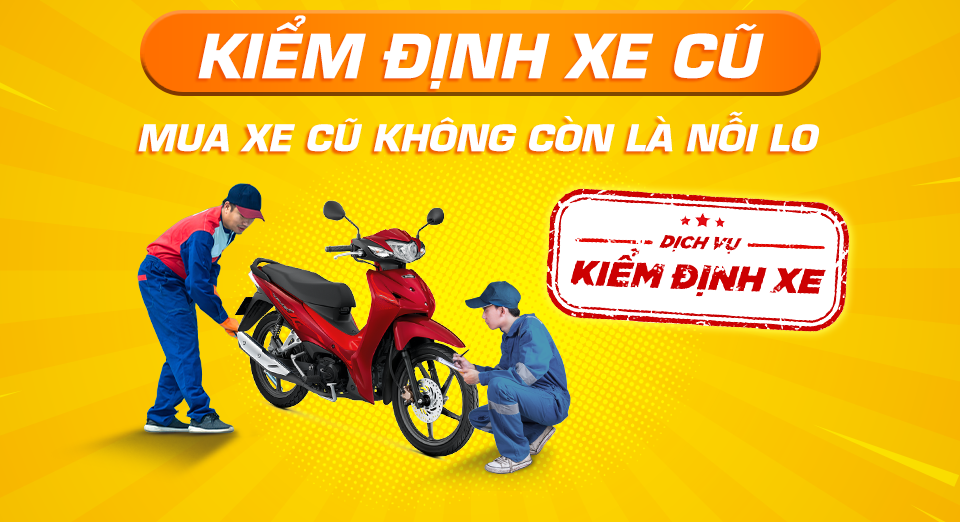 KIỂM ĐỊNH XE CŨ
MUA XE CŨ KHÔNG CÒN LÀ NỖI LO
DỊCH VỤ
KIỂM ĐỊNH XE